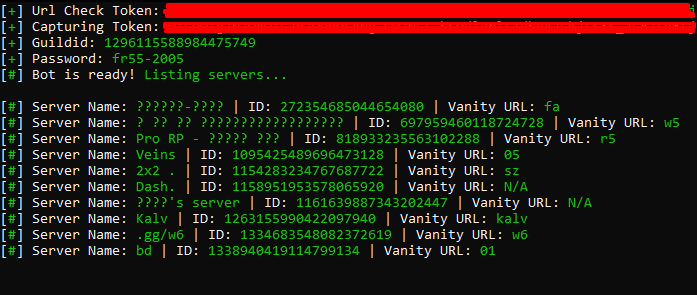 [+] Url Check Token:
[+] Capturing Token:
[+] Guildid: 1296115588984475749
[+] Password: fr55-2005
[#] Bot is ready! Listing servers...
[#] Server Name: ??????-???? | ID: 272354685044654080 | Vanity URL: fa
[#] Server Name: ? ?? ?? ?????????????????? | ID: 697959460118724728 | Vanity URL: w5
[#] Server Name: Pro RP - ????? ??? | ID: 818933235563102288 | Vanity URL: r5
[#] Server Name: Veins | ID: 1095425489696473128 | Vanity URL: 05
[#] Server Name: 2x2 . | ID: 1154283234767687722 | Vanity URL: sz
[#] Server Name: Dash. | ID: 1158951953578065920 | Vanity URL: N/A
[#] Server Name: ????'s server | ID: 1161639887343202447 | Vanity URL: N/A
[#] Server Name: Kalv | ID: 1263155990422097940 | Vanity URL: kalv
[#] Server Name: .gg/w6 | ID: 1334683548082372619 | Vanity URL: w6
[#] Server Name: bd | ID: 1338940419114799134 | Vanity URL: 01